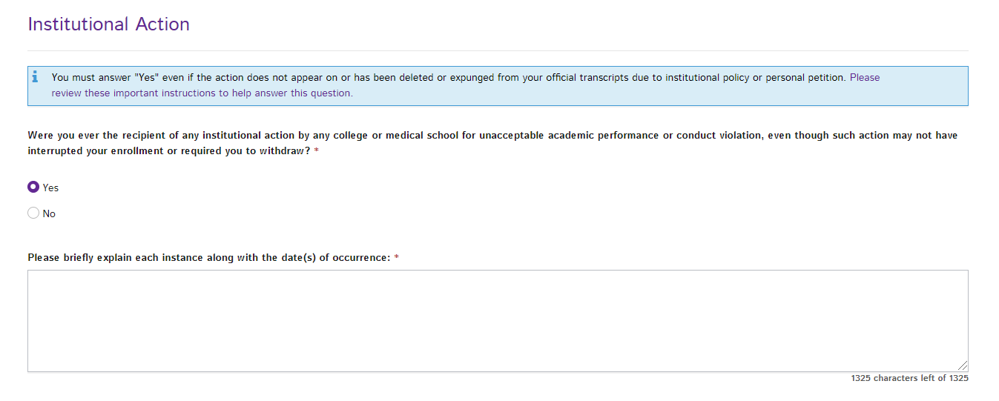 Institutional Action
You must answer "Yes" even if the action does not appear on or has been deleted or expunged from your official transcripts due to institutional policy or personal petition. Please
review these important instructions to help answer this question.
Were you ever the recipient of any institutional action by any college or medical school for unacceptable academic performance or conduct violation, even though such action may not have
interrupted your enrollment or required you to withdraw? *
Yes
No
Please briefly explain each instance along with the date(s) of occurrence: *
1325 characters left of 1325